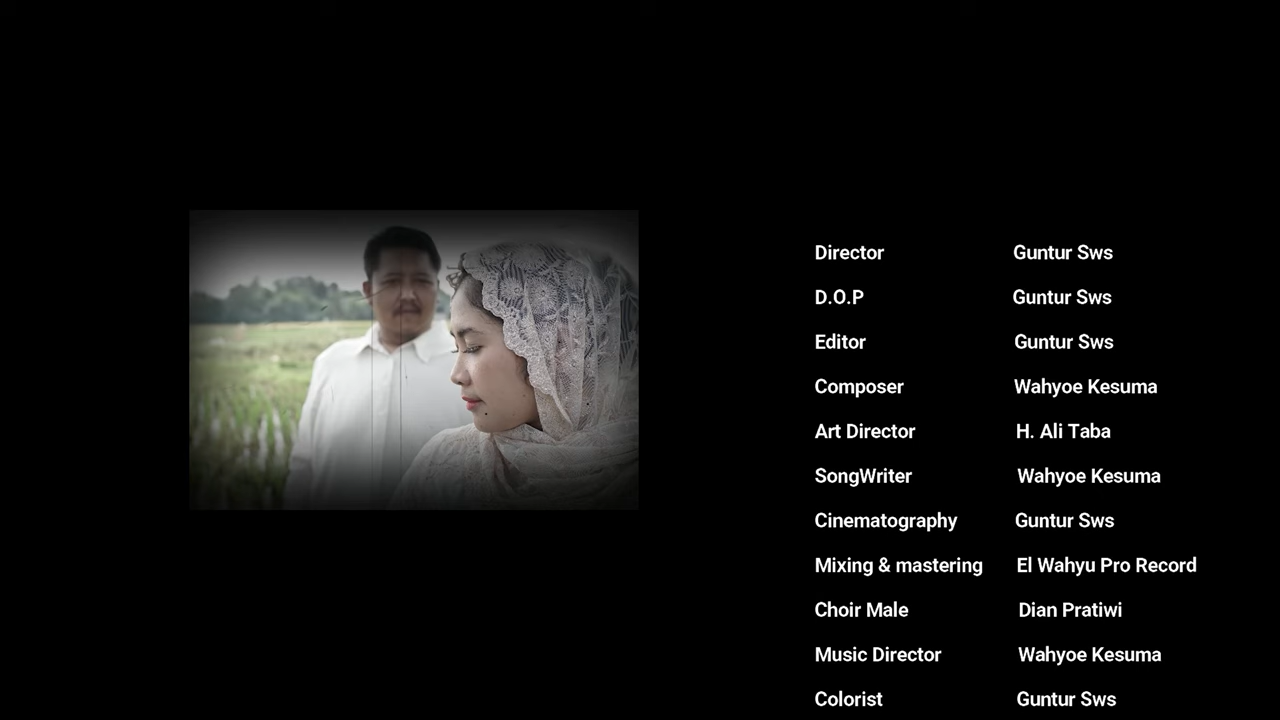 Director Guntur Sws
D.O.P Guntur Sws
Editor Guntur Sws
Composer Wahyoe Kesuma
Art Director H. Ali Taba
SongWriter Wahyoe Kesuma
Cinematography Guntur Sws
Mixing & mastering El Wahyu Pro Record
Choir Male Dian Pratiwi
Music Director Wahyoe Kesuma
Colorist Guntur Sws